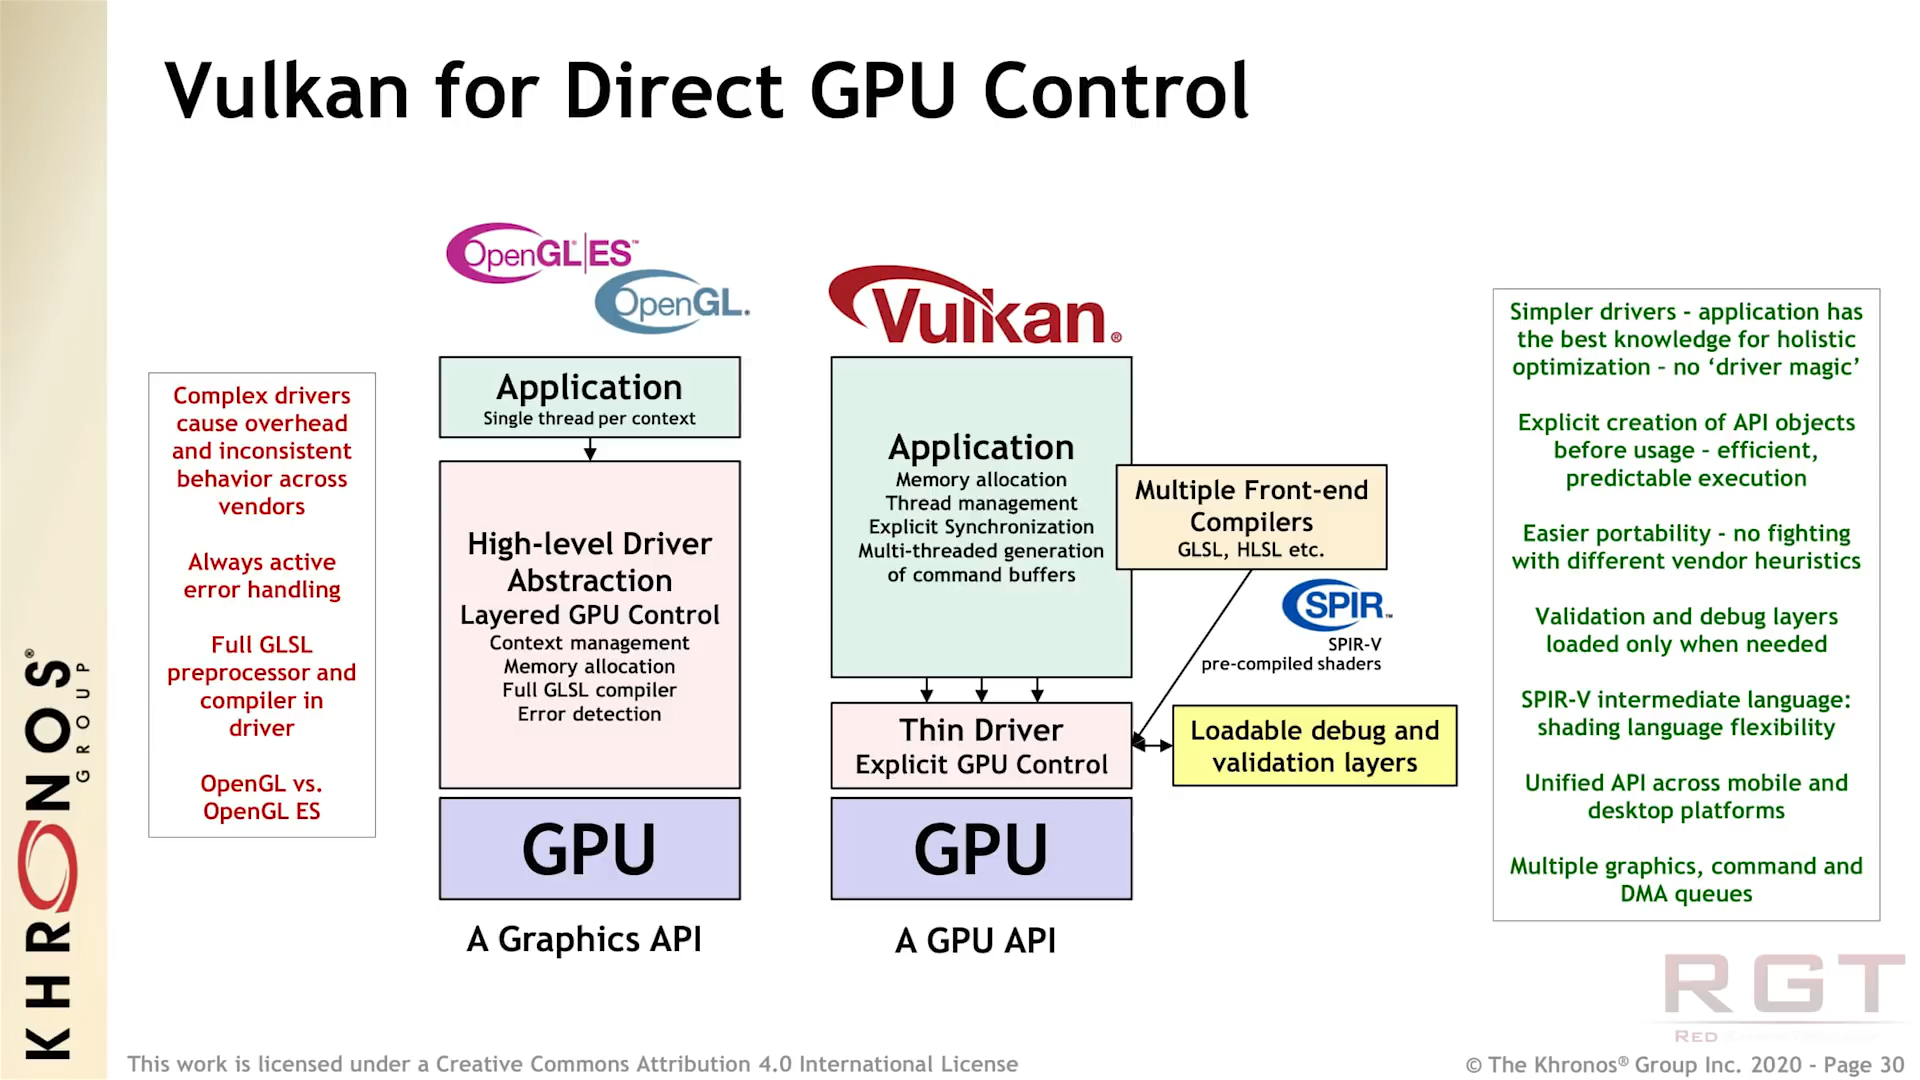 Vulkan for Direct GPU Control
OpenGL|ES™
OpenGL.
Vulkan®
Complex drivers
cause overhead
and inconsistent
behavior across
vendors
Always active
error handling
Full GLSL
preprocessor and
compiler in
driver
OpenGL vs.
OpenGL ES
Application
Single thread per context
High-level Driver
Abstraction
Layered GPU Control
Context management
Memory allocation
Full GLSL compiler
Error detection
GPU
A Graphics API
Application
Memory allocation
Thread management
Explicit Synchronization
Multi-threaded generation
of command buffers
Multiple Front-end
Compilers
GLSL, HLSL etc.
SPIR™
SPIR-V
pre-compiled shaders
Thin Driver
Explicit GPU Control
Loadable debug and
validation layers
GPU
A GPU API
Simpler drivers - application has
the best knowledge for holistic
optimization – no ‘driver magic’
Explicit creation of API objects
before usage – efficient,
predictable execution
Easier portability - no fighting
with different vendor heuristics
Validation and debug layers
loaded only when needed
SPIR-V intermediate language:
shading language flexibility
Unified API across mobile and
desktop platforms
Multiple graphics, command and
DMA queues
KHRONOS®
GROUP
RGT
RED
This work is licensed under a Creative Commons Attribution 4.0 International License
© The Khronos® Group Inc. 2020 - Page 30